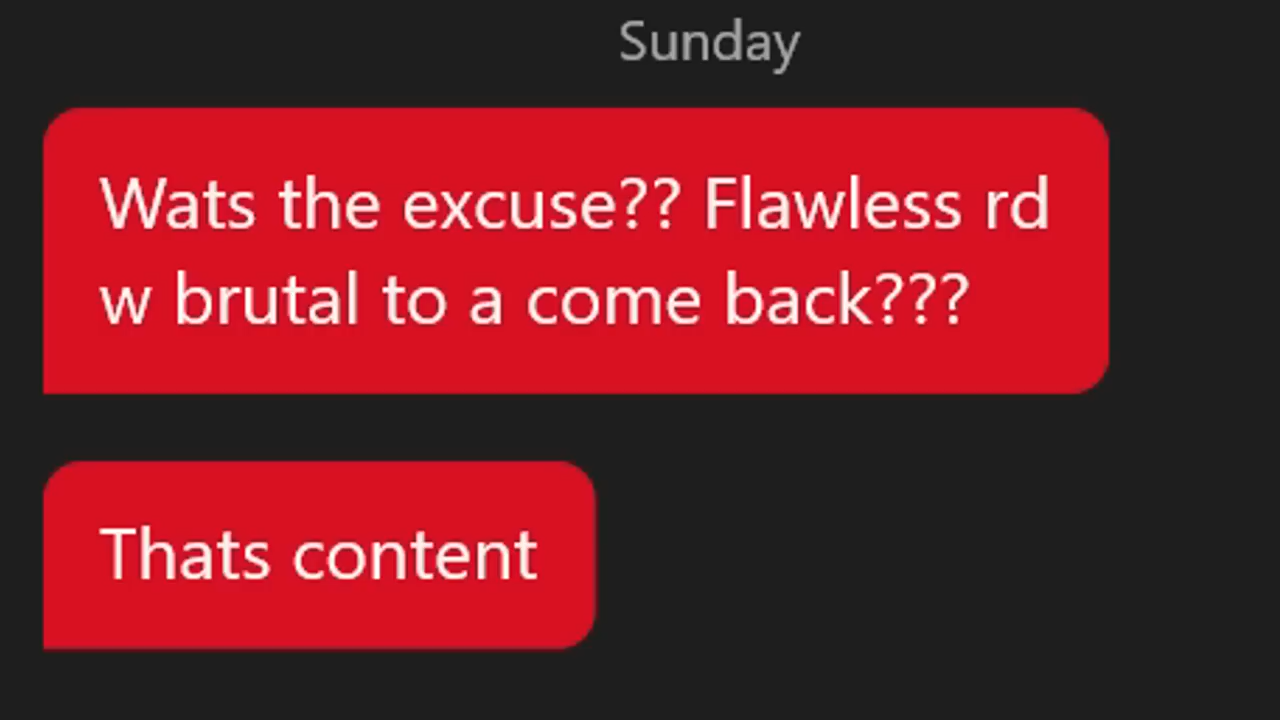 Sunday
Wats the excuse?? Flawless rd
w brutal to a come back???
Thats content